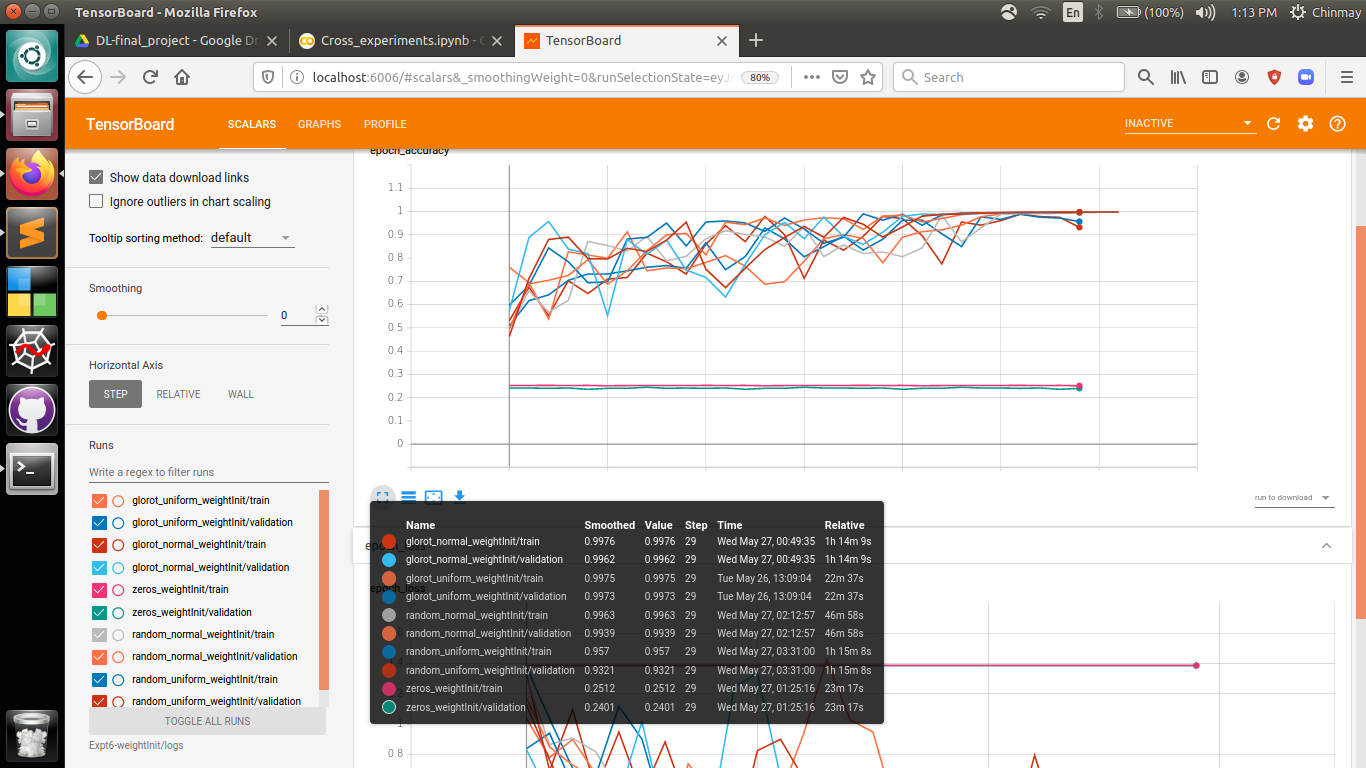 TensorBoard - Mozilla Firefox
En
(100%)
1:13 PM
Chinmay
DL-final_project - Google Dr
Cross_experiments.ipynb - C
TensorBoard
localhost:6006/#scalars&_smoothingWeight=0&runSelectionState=eyJ
80%
Search
TensorBoard
SCALARS
GRAPHS
PROFILE
INACTIVE
Show data download links
Ignore outliers in chart scaling
Tooltip sorting method: default
Smoothing
0
Horizontal Axis
STEP RELATIVE WALL
Runs
Write a regex to filter runs
glorot_uniform_weightInit/train
glorot_uniform_weightInit/validation
glorot_normal_weightInit/train
glorot_normal_weightInit/validation
zeros_weightInit/train
zeros_weightInit/validation
random_normal_weightInit/train
random_normal_weightInit/validation
random_uniform_weightInit/train
random_uniform_weightInit/validation
TOGGLE ALL RUNS
Expt6-weightInit/logs
epoch_accuracy
1.1
1
0.9
0.8
0.7
0.6
0.5
0.4
0.3
0.2
0.1
0
run to download
epoch_loss
epoch_loss
Name Smoothed Value Step Time Relative
glorot_normal_weightInit/train 0.9976 0.9976 29 Wed May 27, 00:49:35 1h 14m 9s
glorot_normal_weightInit/validation 0.9962 0.9962 29 Wed May 27, 00:49:35 1h 14m 9s
glorot_uniform_weightInit/train 0.9975 0.9975 29 Tue May 26, 13:09:04 22m 37s
glorot_uniform_weightInit/validation 0.9973 0.9973 29 Tue May 26, 13:09:04 22m 37s
random_normal_weightInit/train 0.9963 0.9963 29 Wed May 27, 02:12:57 46m 58s
random_normal_weightInit/validation 0.9939 0.9939 29 Wed May 27, 02:12:57 46m 58s
random_uniform_weightInit/train 0.957 0.957 29 Wed May 27, 03:31:00 1h 15m 8s
random_uniform_weightInit/validation 0.9321 0.9321 29 Wed May 27, 03:31:00 1h 15m 8s
zeros_weightInit/train 0.2512 0.2512 29 Wed May 27, 01:25:16 23m 17s
zeros_weightInit/validation 0.2401 0.2401 29 Wed May 27, 01:25:16 23m 17s
1
0.8